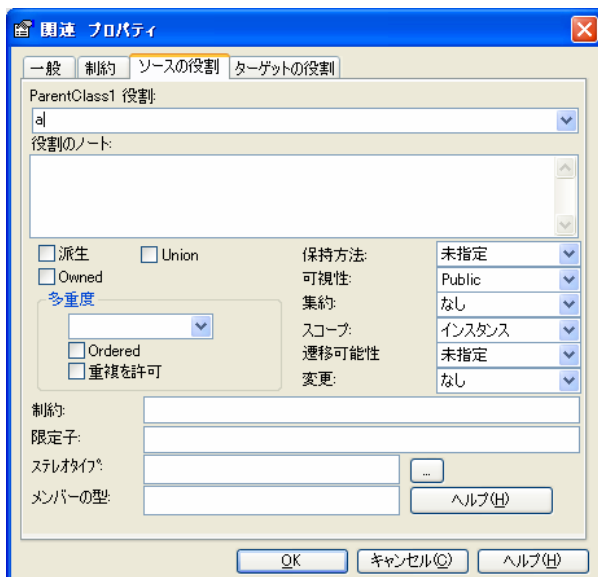 関連 プロパティ
一般 制約 ソースの役割 ターゲットの役割
ParentClass1 役割:
a
役割のノート:
派生 Union 保持方法: 未指定
Owned 可視性: Public
多重度 集約: なし
スコープ: インスタンス
Ordered 遷移可能性 未指定
重複を許可 変更: なし
制約:
限定子:
ステレオタイプ: ...
メンバーの型: ヘルプ(H)
OK キャンセル(C) ヘルプ(H)